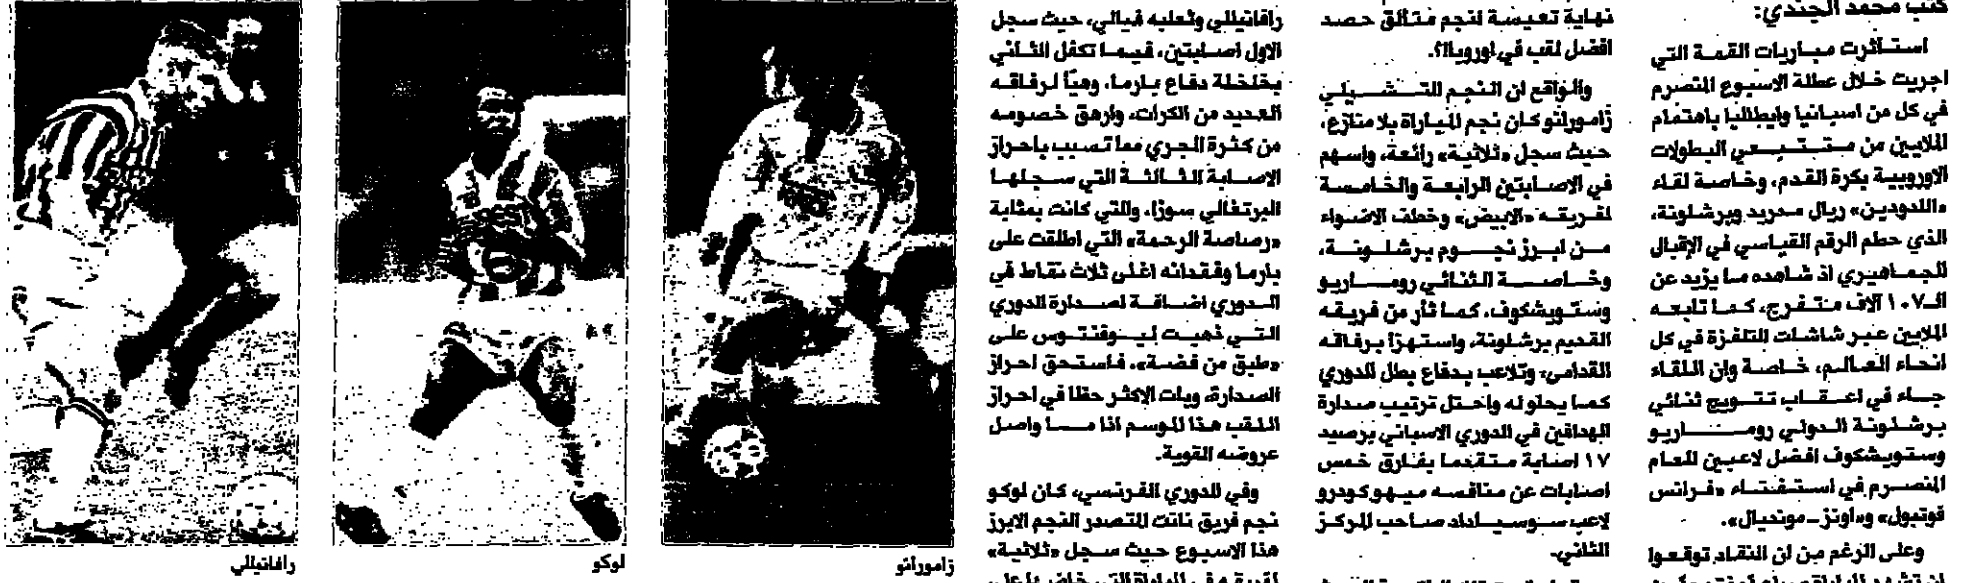 كتب محمد الجندي:
استأثرت مباريات القمة التي
اجريت خلال عطلة الاسبوع المنصرم
في كل من اسبانيا وايطاليا باهتمام
الملايين من متتبعي البطولات
الاوروبية بكرة القدم، وخاصة لقاء
«اللدودين» ريال مدريد وبرشلونة،
الذي حطم الرقم القياسي في الإقبال
الجماهيري اذ شاهده ما يزيد عن
الـ١٠٧ آلاف متفرج، كما تابعه
الملايين عبر شاشات التلفزة في كل
انحاء العالم، خاصة وان اللقاء
جاء في اعقاب تتويج ثنائي
برشلونة الدولي روماريو
وستويشكوف افضل لاعبين للعام
المنصرم في استفتاء «فرانس
فوتبول» و«اونز ـ مونديال».
وعلى الرغم من ان النقاد توقعوا
نهاية تعيسة لنجم متألق حصد
افضل لقب في اوروبا!؟.
والواقع ان النجم التشيلي
زامورانو كان نجم المباراة بلا منازع،
حيث سجل «ثلاثية» رائعة، واسهم
في الاصابتين الرابعة والخامسة
لفريقه «الابيض» وخطف الاضواء
من ابرز نجوم برشلونة،
وخاصة الثنائي روماريو
وستويشكوف، كما ثأر من فريقه
القديم برشلونة، واستهزأ برفاقه
القدامى، وتلاعب بدفاع بطل الدوري
كما يحلو له واحتل ترتيب صدارة
الهدافين في الدوري الاسباني برصيد
١٧ اصابة متقدما بفارق خمس
اصابات عن منافسه ميهو كودرو
لاعب سوسيداد صاحب المركز
الثاني.
رافانيللي وثعلبه فيالي، حيث سجل
الاول اصابتين، فيما تكفل الثاني
بخلخلة دفاع بارما، وهيأ لرفاقه
العديد من الكرات، وارهق خصومه
من كثرة الجري مما تسبب باحراز
الاصابة الثالثة التي سجلها
البرتغالي سوزا، والتي كانت بمثابة
«رصاصة الرحمة» التي اطلقت على
بارما وفقدانه اغلى ثلاث نقاط في
الدوري اضافة لصدارة الدوري
التي ذهبت ليوفنتوس على
«طبق من فضة»، فاستحق احراز
الصدارة، وبات الاكثر حظا في احراز
اللقب هذا الموسم اذا ما واصل
عروضه القوية.
وفي الدوري الفرنسي، كان لوكو
نجم فريق نانت المتصدر النجم الابرز
هذا الاسبوع حيث سجل «ثلاثية»
زامورانو
لوكو
رافانيللي